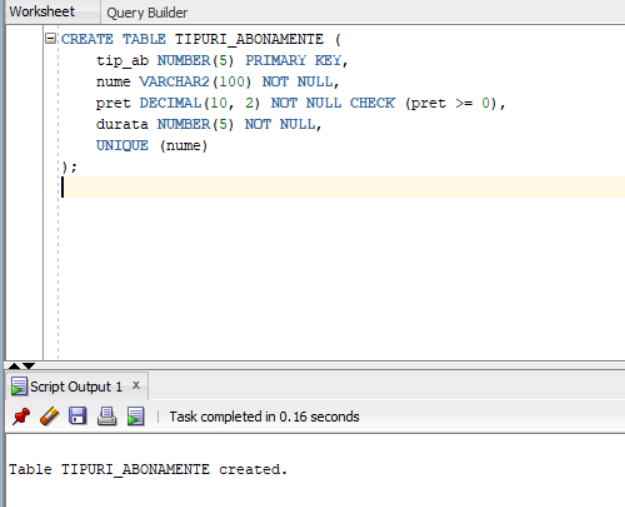 Worksheet Query Builder
CREATE TABLE TIPURI_ABONAMENTE (
tip_ab NUMBER(5) PRIMARY KEY,
nume VARCHAR2(100) NOT NULL,
pret DECIMAL(10, 2) NOT NULL CHECK (pret >= 0),
durata NUMBER(5) NOT NULL,
UNIQUE (nume)
);
Script Output 1 x
Task completed in 0.16 seconds
Table TIPURI_ABONAMENTE created.